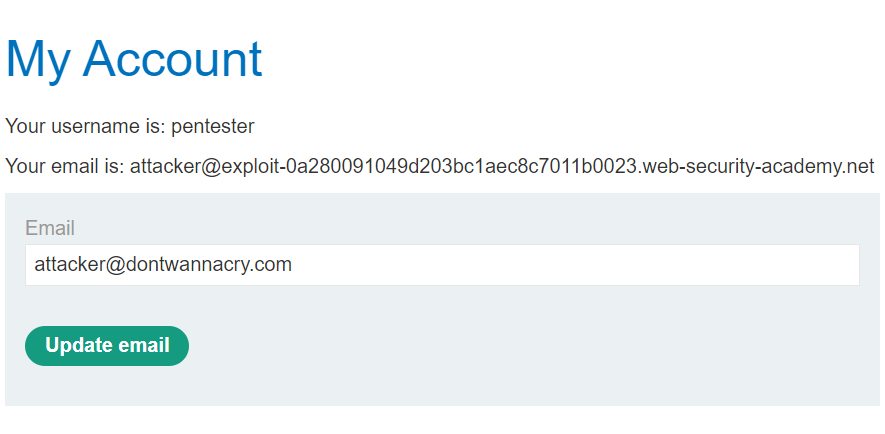 My Account
Your username is: pentester
Your email is: attacker@exploit-0a280091049d203bc1aec8c7011b0023.web-security-academy.net
Email
attacker@dontwannacry.com
Update email